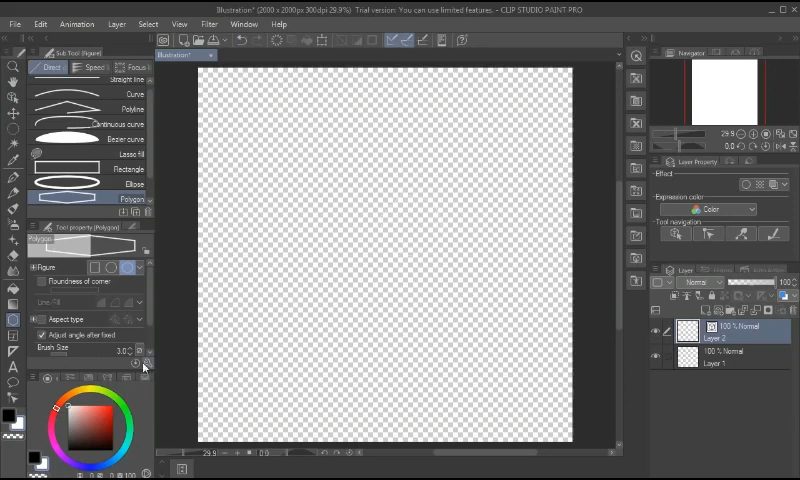 Illustration* (2000 x 2000px 300dpi 29.9%) Trial version: You can use limited features. - CLIP STUDIO PAINT PRO
File Edit Animation Layer Select View Filter Window Help
Sub Tool (Figure)
Direct Speed Focus
Illustration*
Straight line
Curve
Polyline
Continuous curve
Bezier curve
Lasso fill
Rectangle
Ellipse
Polygon
Tool property (Polygon)
Polygon
Figure
Roundness of corner
Line/Fill
Aspect type
Adjust angle after fixed
Brush Size 3.0
0 0 100
29.9 0.0
Navigator
29.9
0.0
Layer Property
Effect
Expression color
Color
Tool navigation
Layer
Normal 100
100 % Normal
Layer 2
100 % Normal
Layer 1